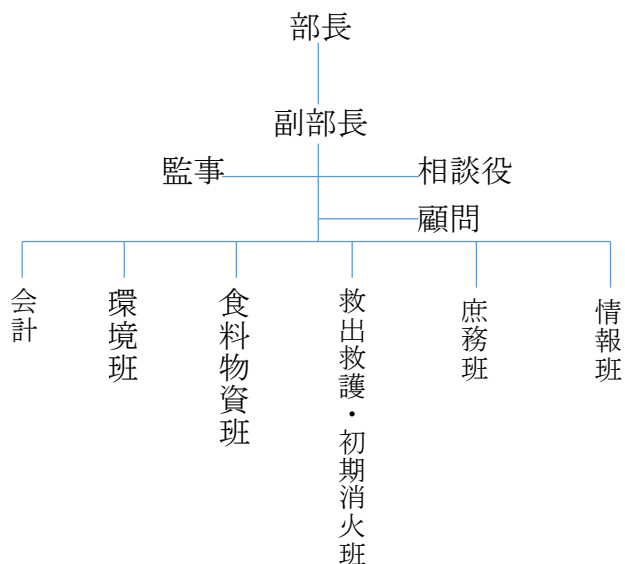 部長
副部長
監事
相談役
顧問
会計
環境班
食料物資班
救出救護・初期消火班
庶務班
情報班